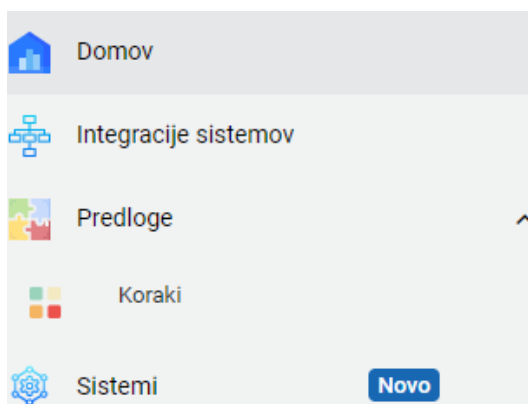 Domov
Integracije sistemov
Predloge
Koraki
Sistemi Novo